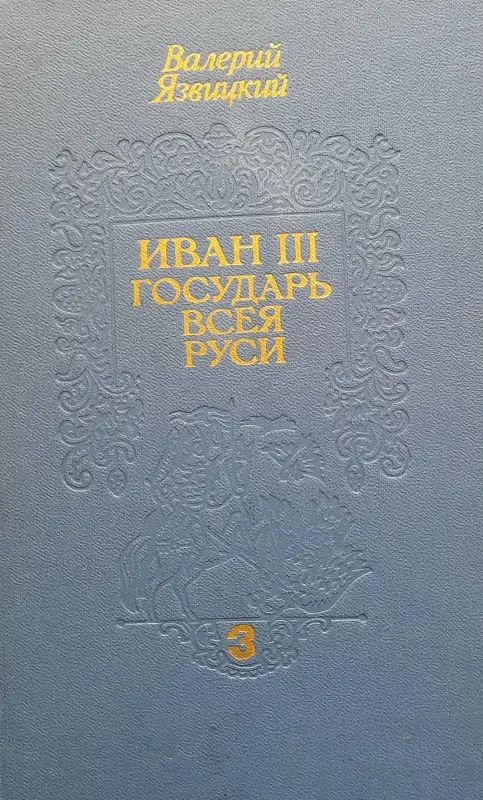 Валерий
Язвицкий
ИВАН III
ГОСУДАРЬ
ВСЕЯ
РУСИ
3